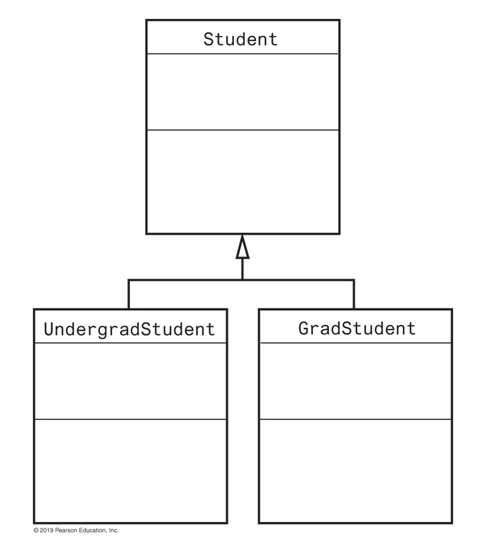 Student
UndergradStudent
GradStudent
© 2019 Pearson Education, Inc.